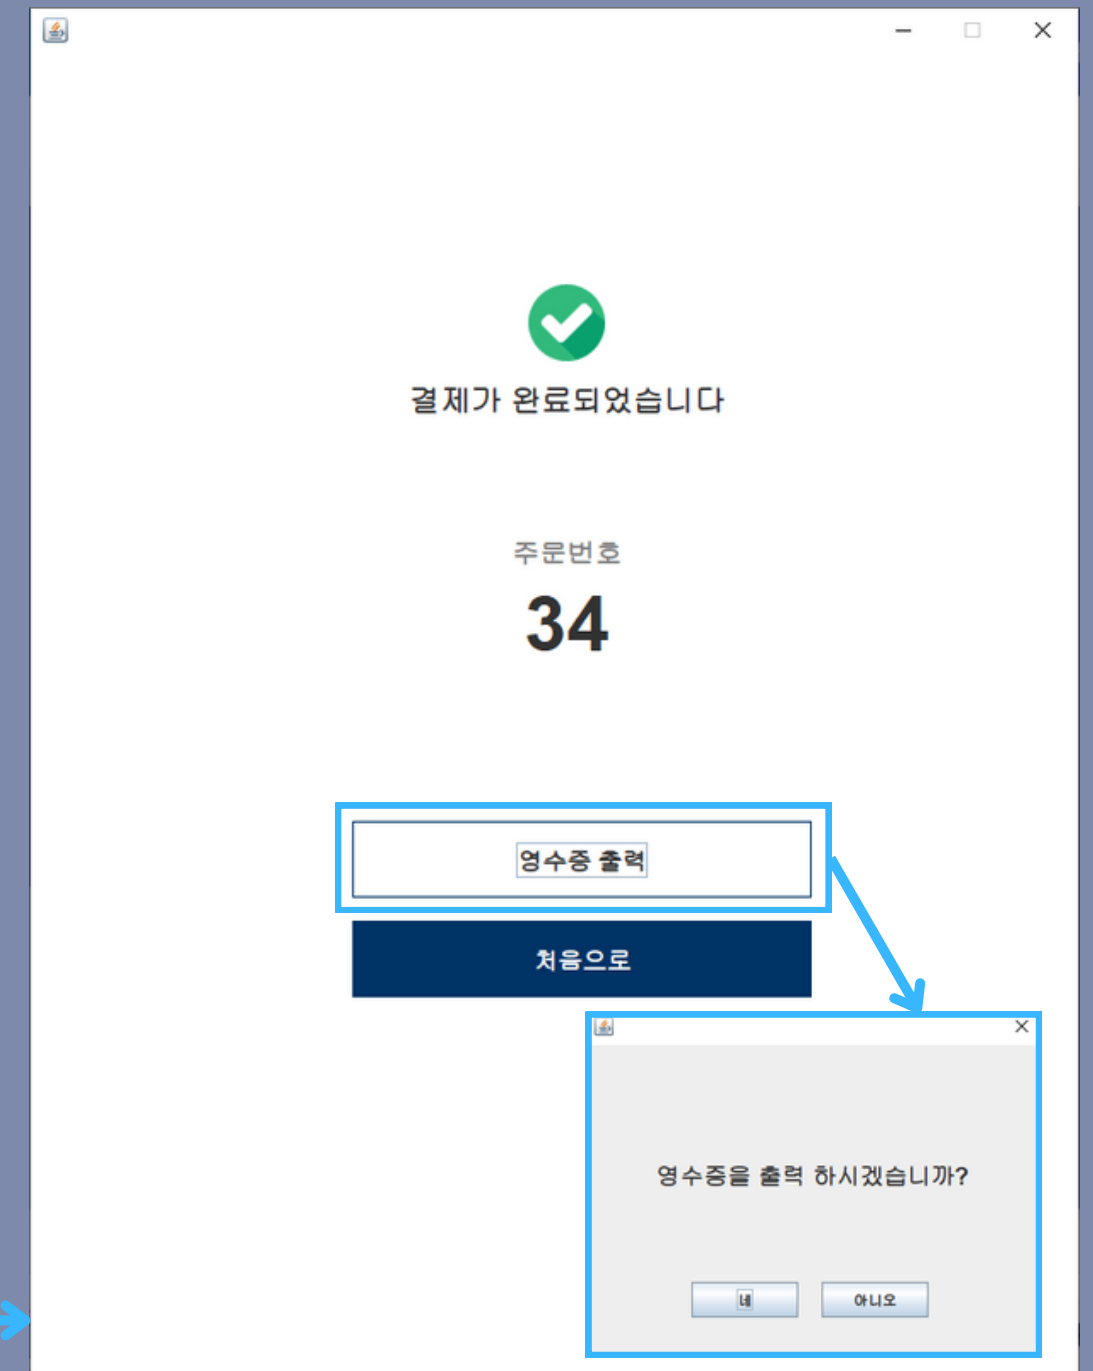 결제가 완료되었습니다
주문번호
34
영수증 출력
처음으로
영수증을 출력 하시겠습니까?
네
아니오